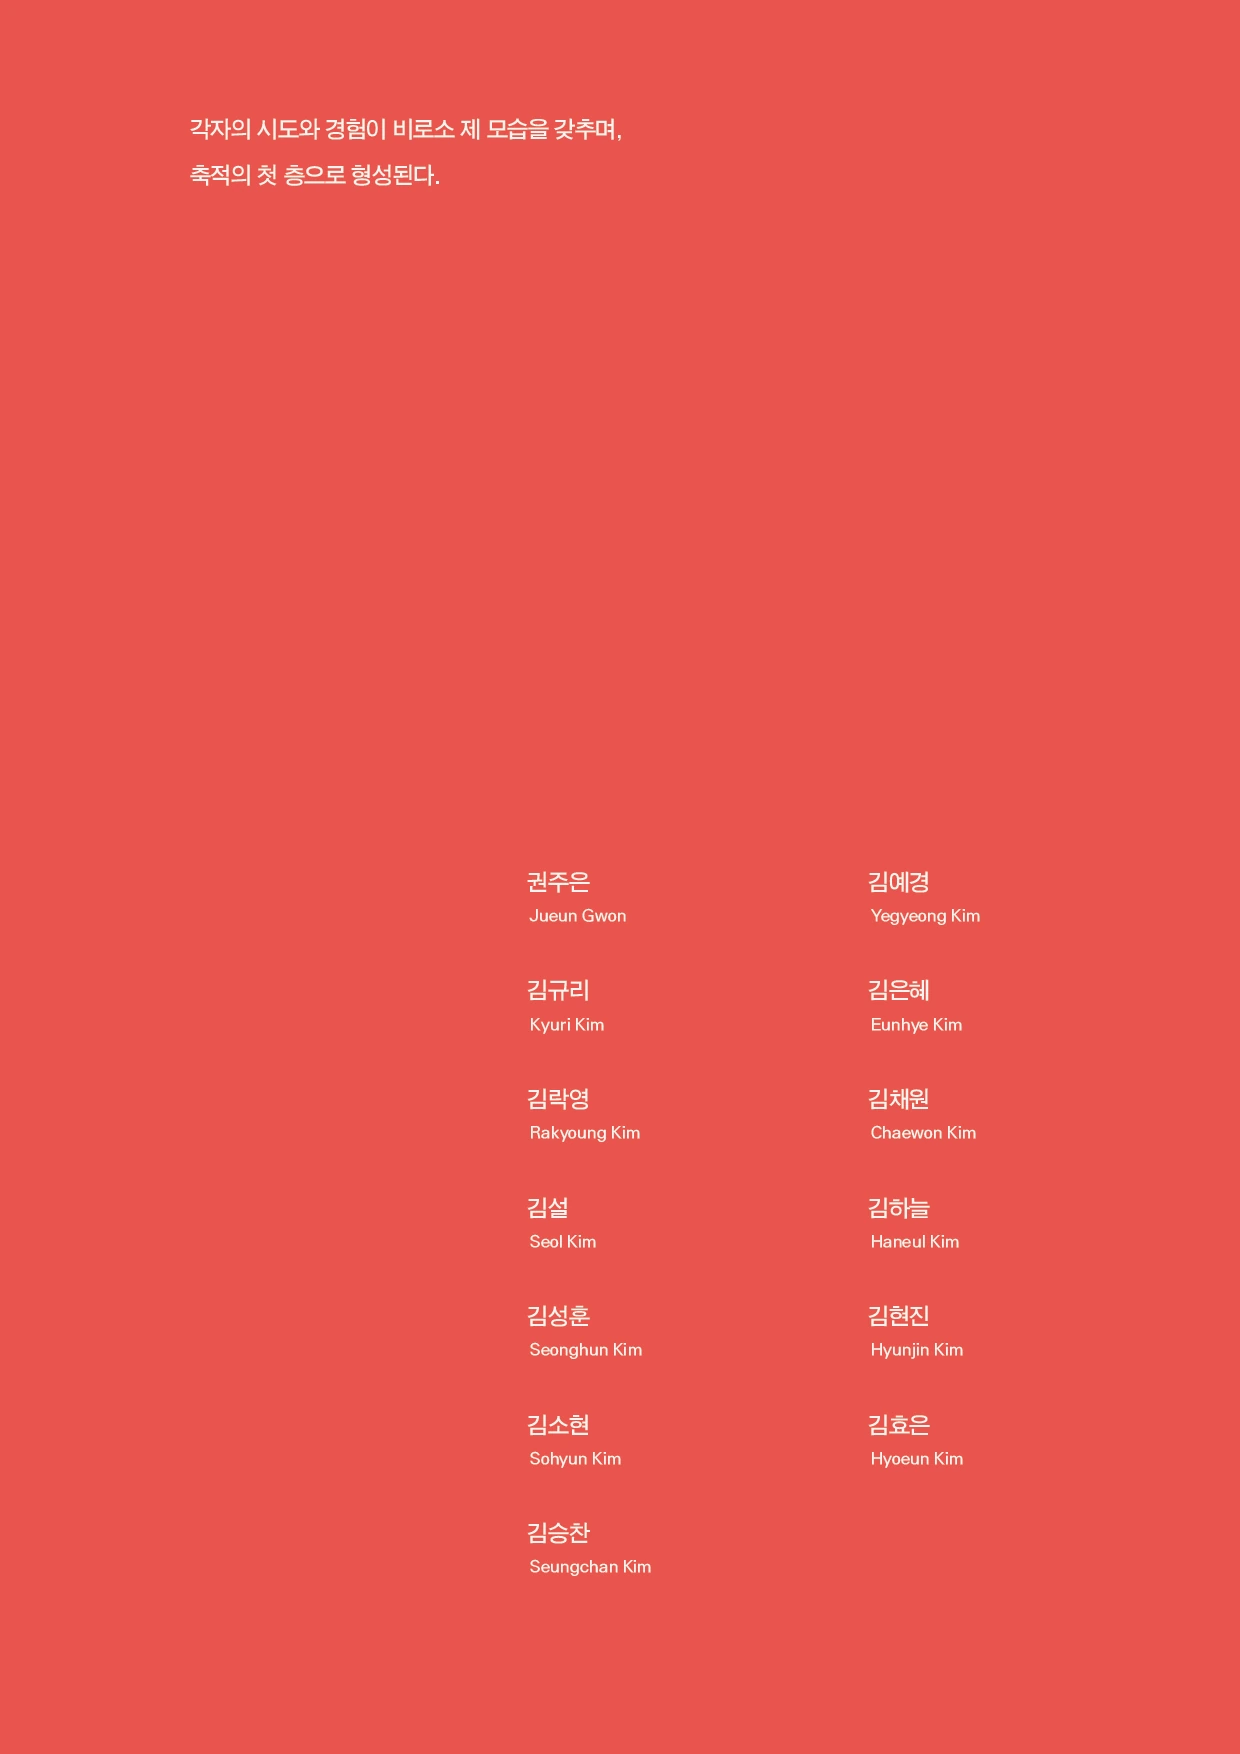 각자의 시도와 경험이 비로소 제 모습을 갖추며,
축적의 첫 층으로 형성된다.
권주은
Jueun Gwon
김규리
Kyuri Kim
김락영
Rakyoung Kim
김설
Seol Kim
김성훈
Seonghun Kim
김소현
Sohyun Kim
김승찬
Seungchan Kim
김예경
Yegyeong Kim
김은혜
Eunhye Kim
김채원
Chaewon Kim
김하늘
Haneul Kim
김현진
Hyunjin Kim
김효은
Hyoeun Kim